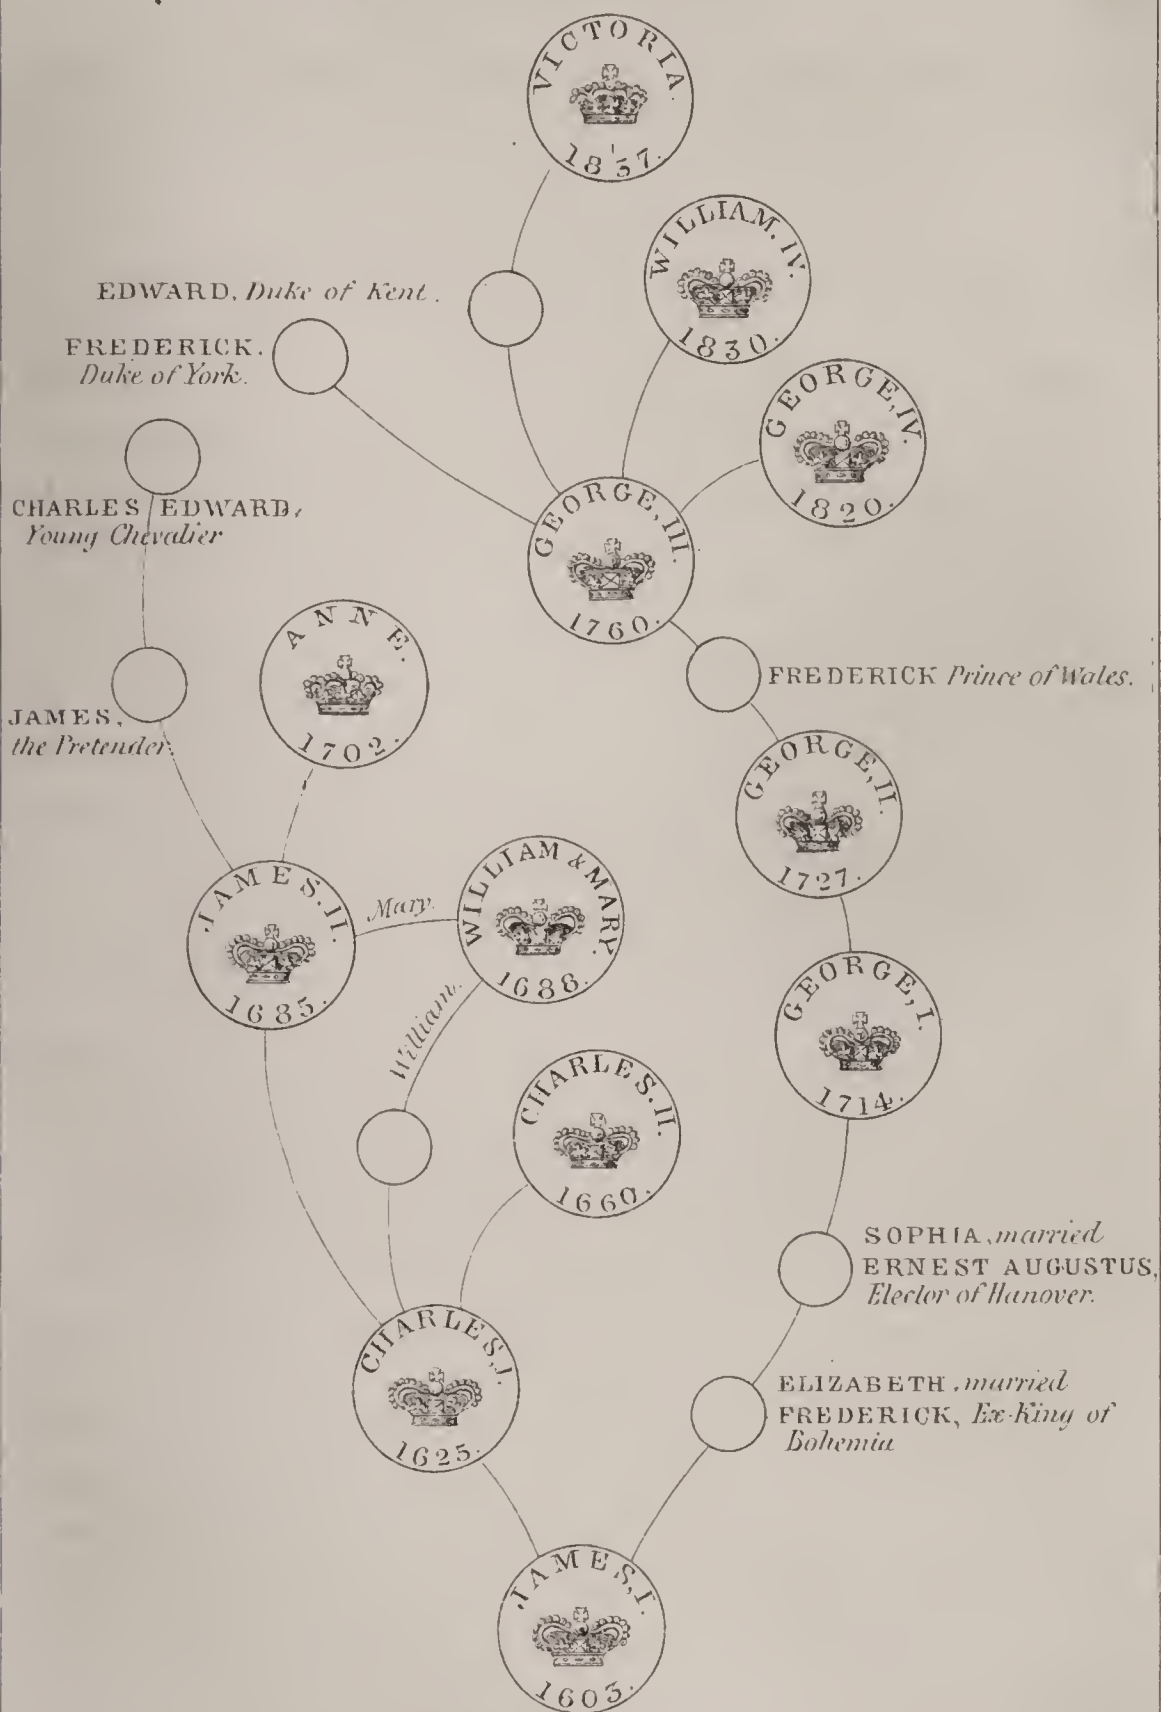 VICTORIA.
1837.
WILLIAM. IV.
1830.
EDWARD, Duke of Kent.
FREDERICK.
Duke of York.
GEORGE, IV.
1820.
CHARLES EDWARD,
Young Chevalier
GEORGE, III.
1760.
ANNE.
1702.
FREDERICK Prince of Wales.
JAMES,
the Pretender.
GEORGE, II.
1727.
JAMES. II.
1685.
Mary.
WILLIAM & MARY.
1688.
William.
GEORGE, I.
1714.
CHARLES. II.
1660.
SOPHIA, married
ERNEST AUGUSTUS,
Elector of Hanover.
CHARLES, I.
1625.
ELIZABETH, married
FREDERICK, Ex-King of
Bohemia
JAMES, I.
1603.